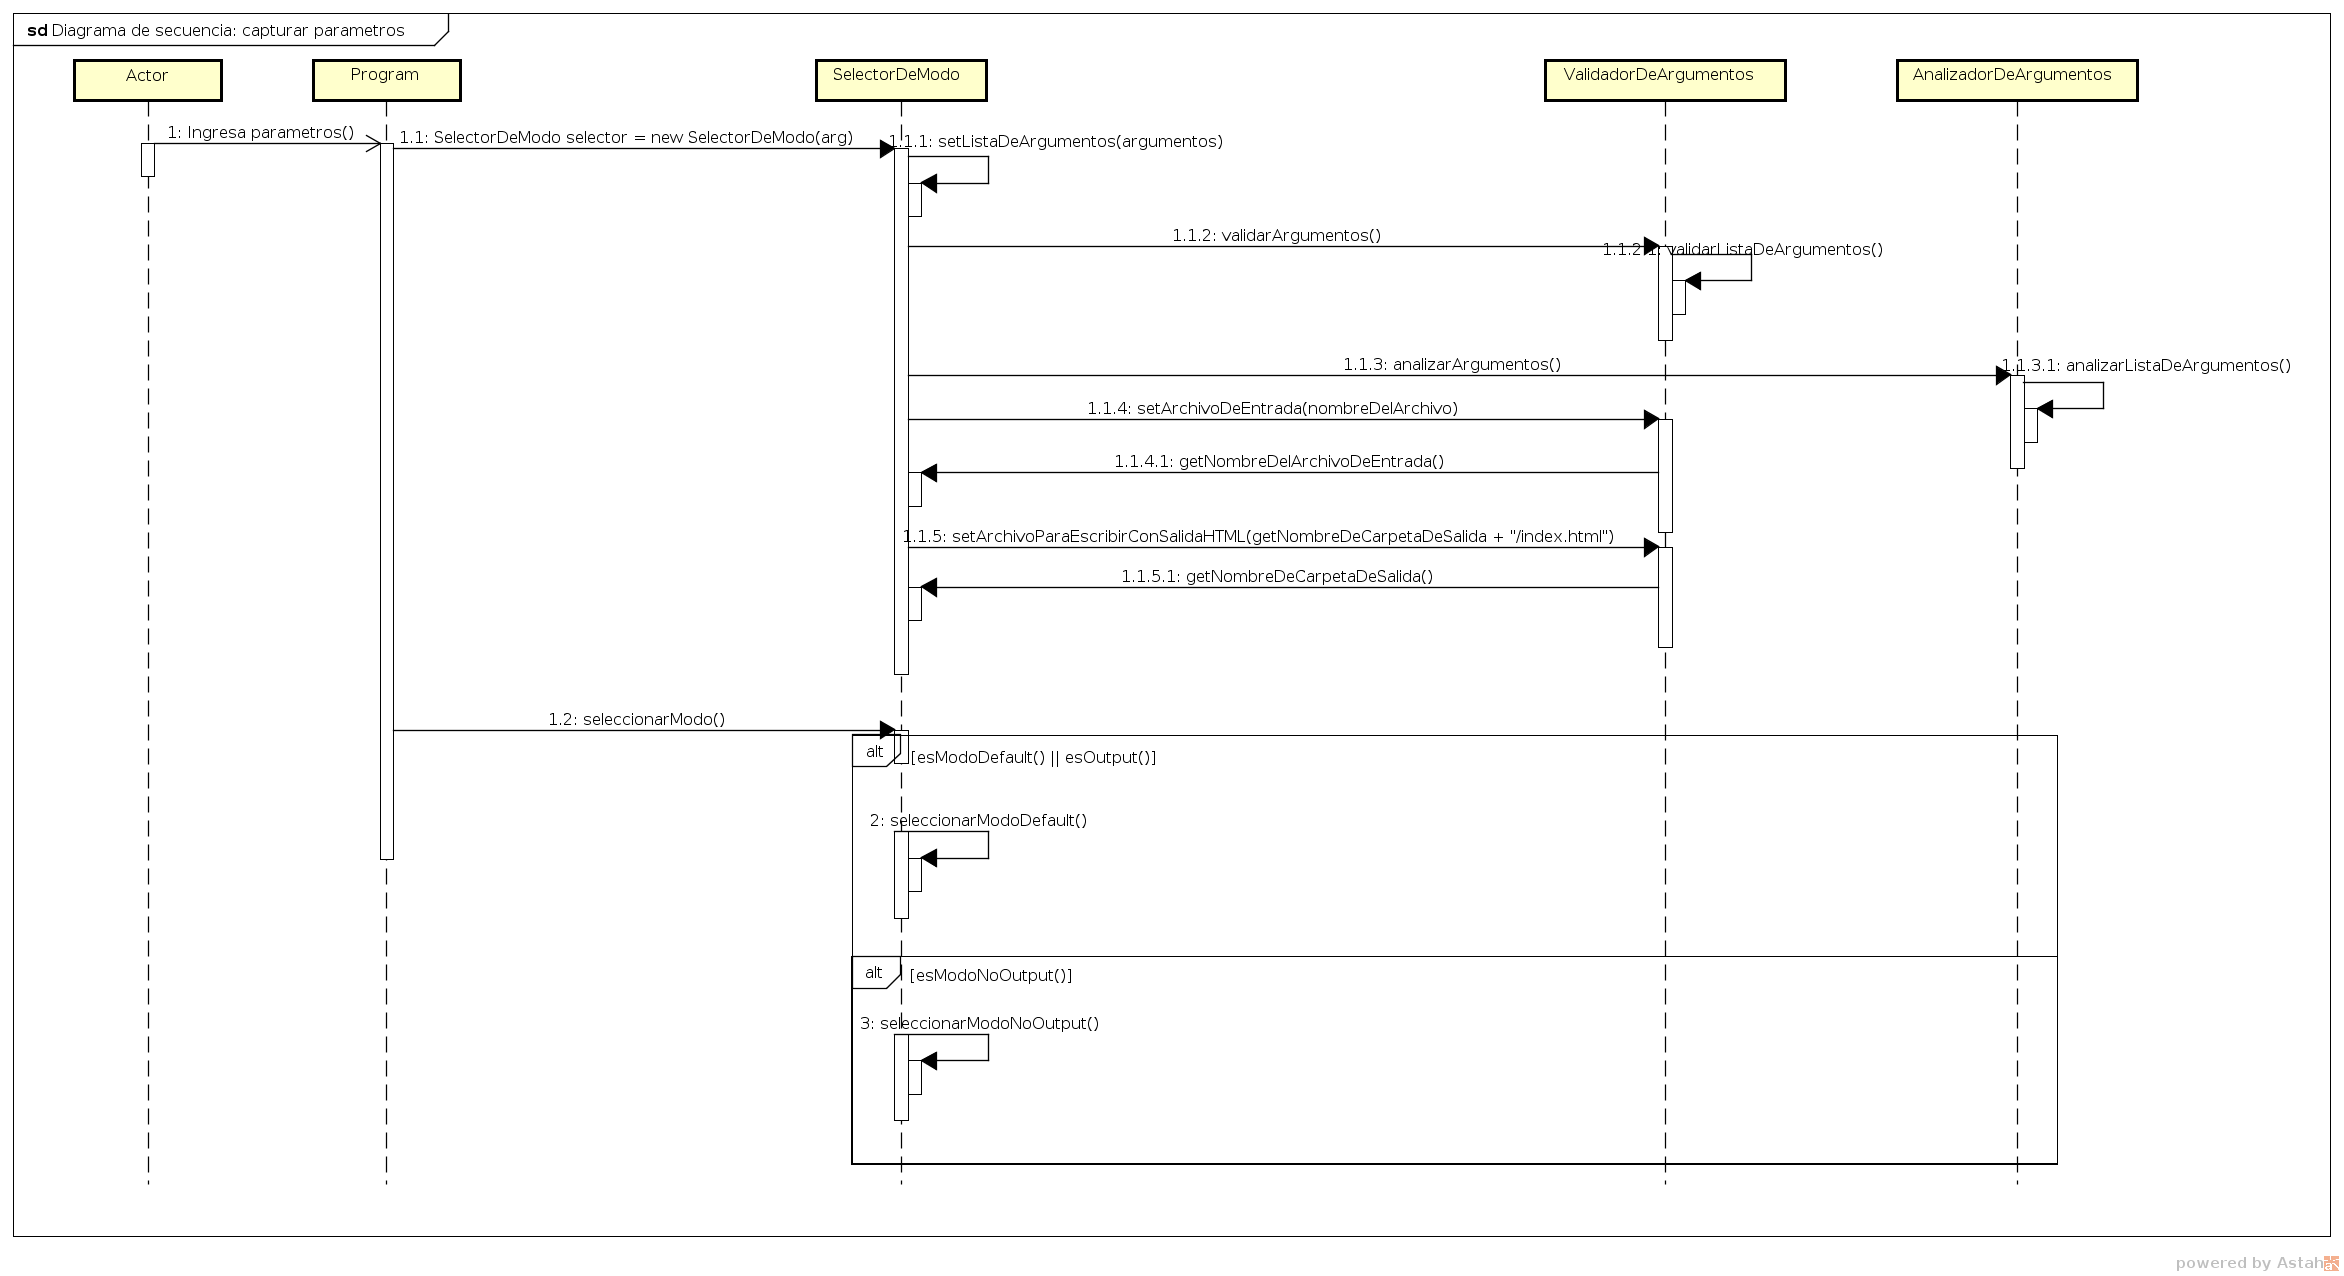 sd Diagrama de secuencia: capturar parametros
Actor
Program
SelectorDeModo
ValidadorDeArgumentos
AnalizadorDeArgumentos
1: Ingresa parametros()
1.1: SelectorDeModo selector = new SelectorDeModo(arg)
1.1.1: setListaDeArgumentos(argumentos)
1.1.2: validarArgumentos()
1.1.2.1: validarListaDeArgumentos()
1.1.3: analizarArgumentos()
1.1.3.1: analizarListaDeArgumentos()
1.1.4: setArchivoDeEntrada(nombreDelArchivo)
1.1.4.1: getNombreDelArchivoDeEntrada()
1.1.5: setArchivoParaEscribirConSalidaHTML(getNombreDeCarpetaDeSalida + "/index.html")
1.1.5.1: getNombreDeCarpetaDeSalida()
1.2: seleccionarModo()
alt
[esModoDefault() || esOutput()]
2: seleccionarModoDefault()
alt
[esModoNoOutput()]
3: seleccionarModoNoOutput()
powered by Astah